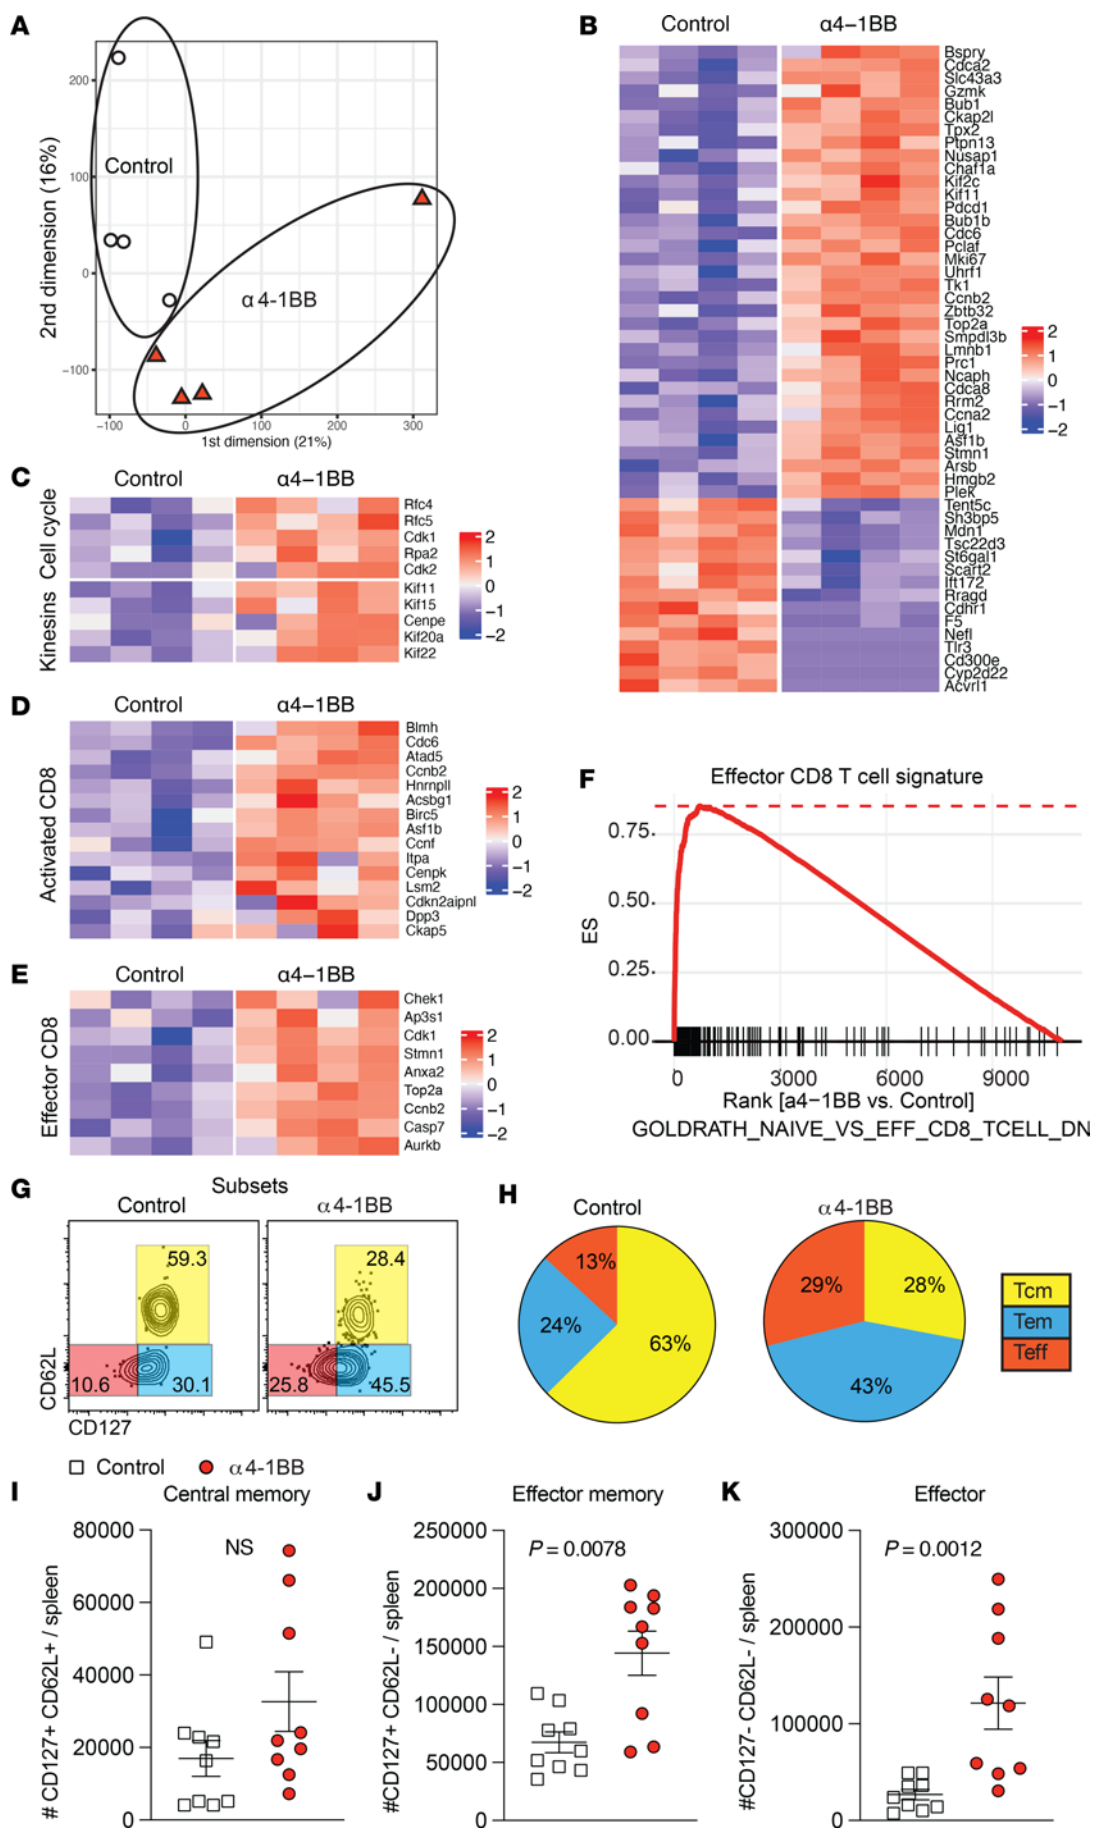 A
2nd dimension (16%)
200
100
0
−100
Control
α4-1BB
−100
0
100
200
300
1st dimension (21%)
B
Control
α4-1BB
Bspry
Cdca2
Slc43a3
Gzmk
Bub1
Ckap2l
Tpx2
Ptpn13
Nusap1
Chaf1a
Kif2c
Kif11
Pdcd1
Bub1b
Cdc6
Pclaf
Mki67
Uhrf1
Tk1
Ccnb2
Zbtb32
Top2a
Smpdl3b
Lmnb1
Prc1
Ncaph
Cdca8
Rrm2
Ccna2
Lig1
Asf1b
Stmn1
Arsb
Hmgb2
Plek
Tent5c
Sh3bp5
Mdn1
Tsc22d3
St6gal1
Scart2
Ift172
Rragd
Cdhr1
F5
Nefl
Tlr3
Cd300e
Cyp2d22
Acvrl1
2
1
0
−1
−2
C
Control
α4−1BB
Cell cycle
Kinesins
Rfc4
Rfc5
Cdk1
Rpa2
Cdk2
Kif11
Kif15
Cenpe
Kif20a
Kif22
2
1
0
−1
−2
D
Control
α4-1BB
Activated CD8
Blmh
Cdc6
Atad5
Ccnb2
Hnrnpll
Acsbg1
Birc5
Asf1b
Ccnf
Itpa
Cenpk
Lsm2
Cdkn2aipnl
Dpp3
Ckap5
2
1
0
−1
−2
E
Control
α4−1BB
Effector CD8
Chek1
Ap3s1
Cdk1
Stmn1
Anxa2
Top2a
Ccnb2
Casp7
Aurkb
2
1
0
−1
−2
F
Effector CD8 T cell signature
ES
0.75
0.50
0.25
0.00
0
3000
6000
9000
Rank [a4−1BB vs. Control]
GOLDRATH_NAIVE_VS_EFF_CD8_TCELL_DN
G
Subsets
Control
α4-1BB
59.3
10.6
30.1
28.4
25.8
45.5
CD62L
CD127
H
Control
α4-1BB
13%
24%
63%
29%
28%
43%
Tcm
Tem
Teff
Control
α4-1BB
I
Central memory
# CD127+ CD62L+ / spleen
80000
60000
40000
20000
0
NS
J
Effector memory
#CD127+ CD62L- / spleen
250000
200000
150000
100000
50000
0
P = 0.0078
K
Effector
#CD127- CD62L- / spleen
300000
200000
100000
0
P = 0.0012